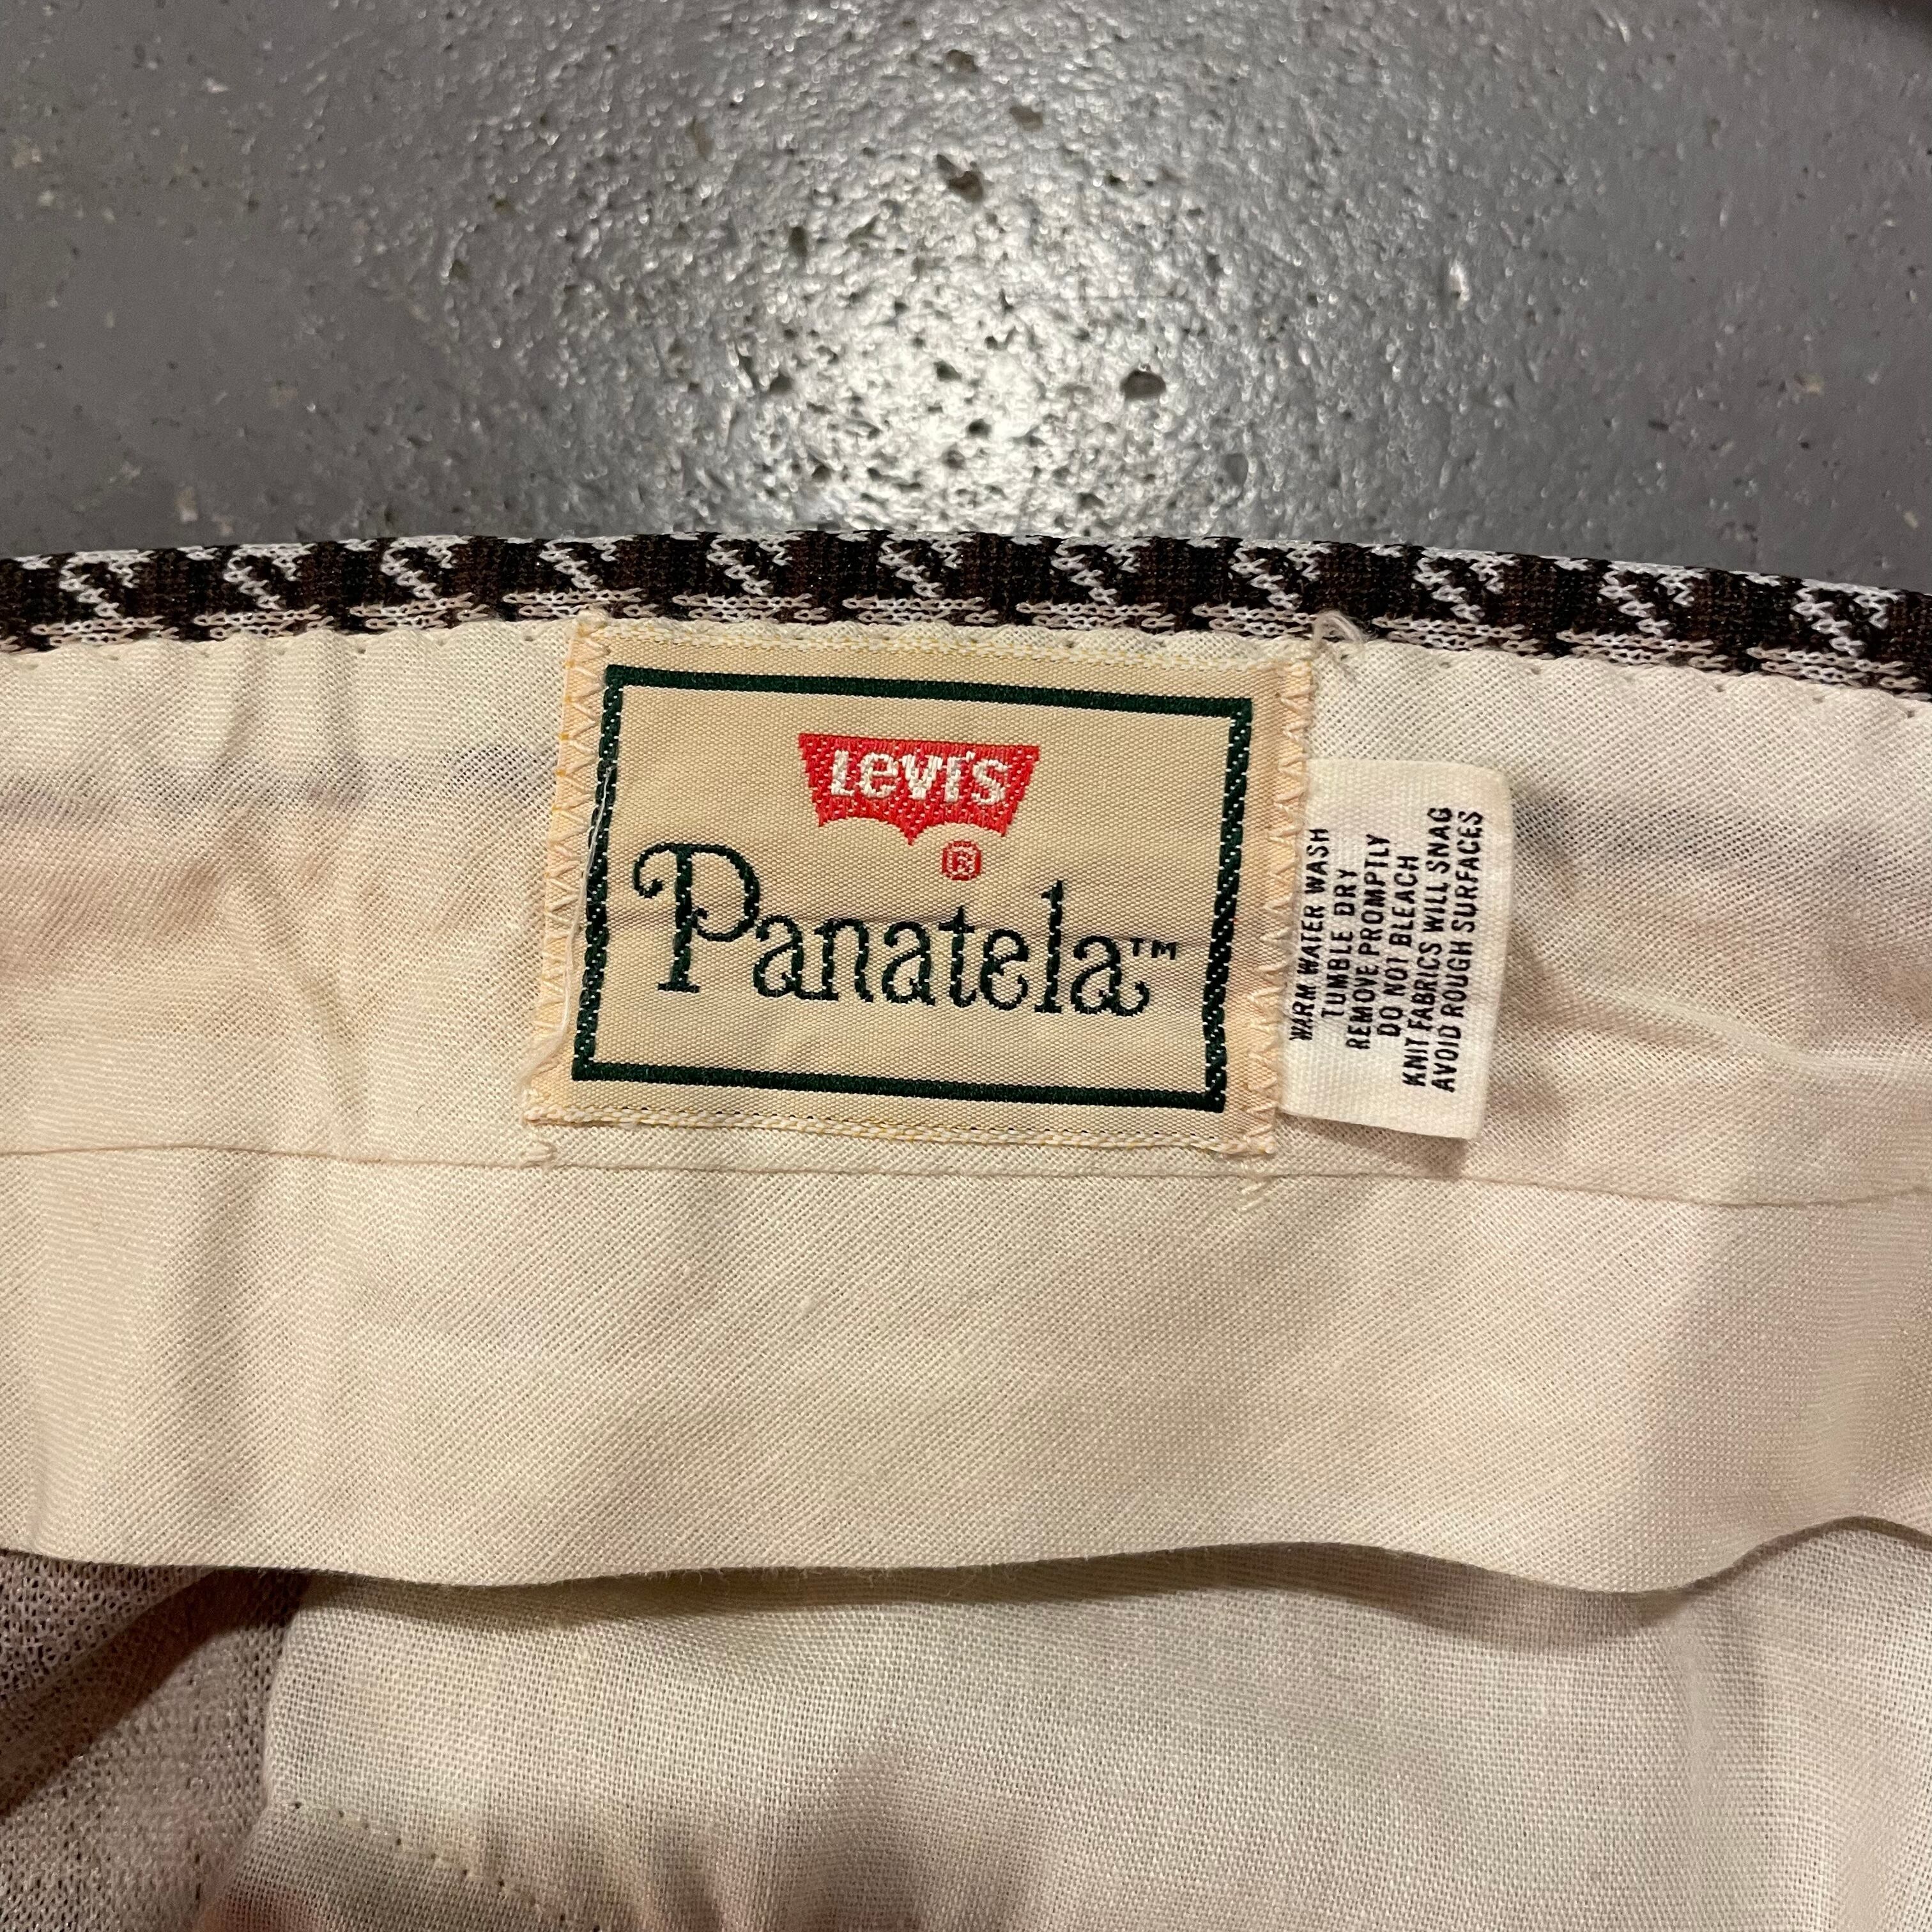 Levi's
®
Panatela™
WARM WATER WASH
TUMBLE DRY
REMOVE PROMPTLY
DO NOT BLEACH
KNIT FABRICS WILL SNAG
AVOID ROUGH SURFACES